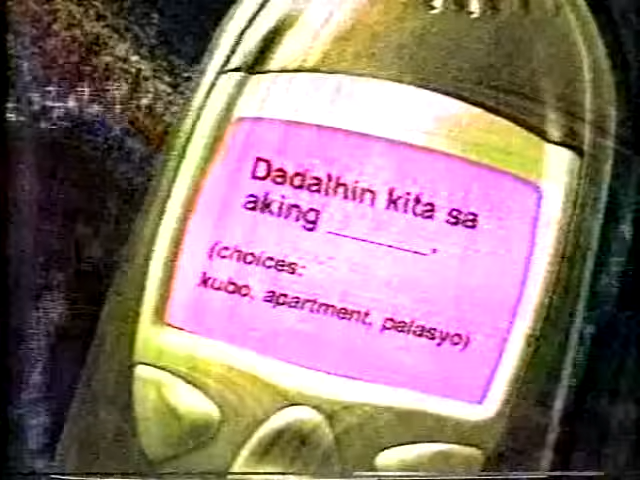 Dadalhin kita sa
aking ________.
(choices:
kubo, apartment, palasyo)